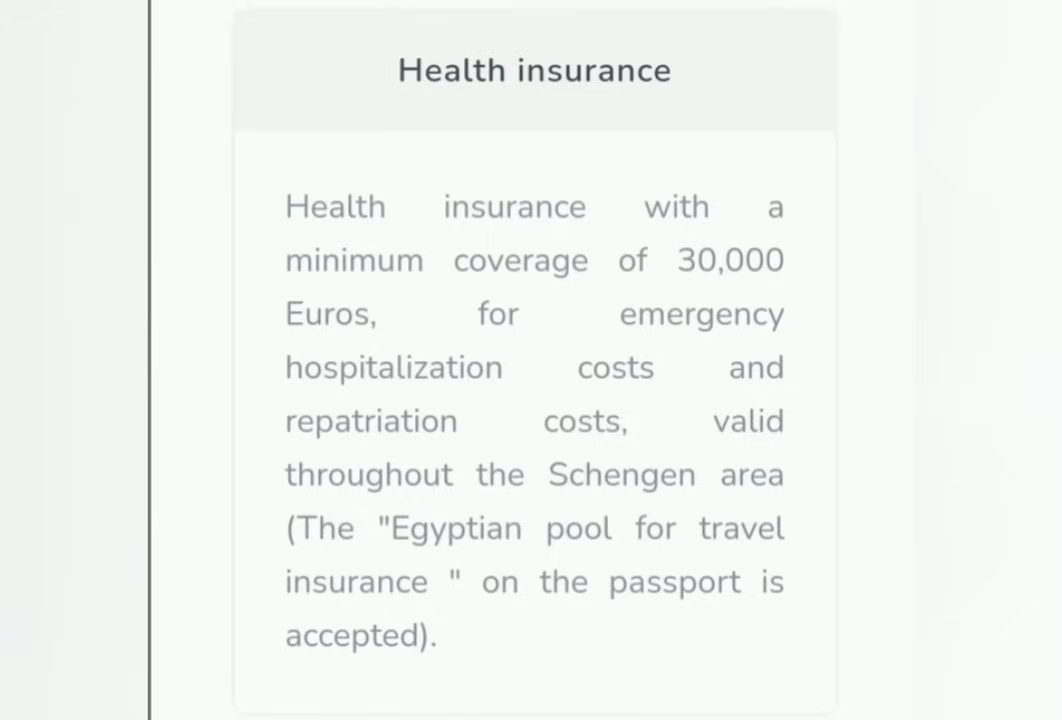 Health insurance
Health insurance with a
minimum coverage of 30,000
Euros, for emergency
hospitalization costs and
repatriation costs, valid
throughout the Schengen area
(The "Egyptian pool for travel
insurance " on the passport is
accepted).